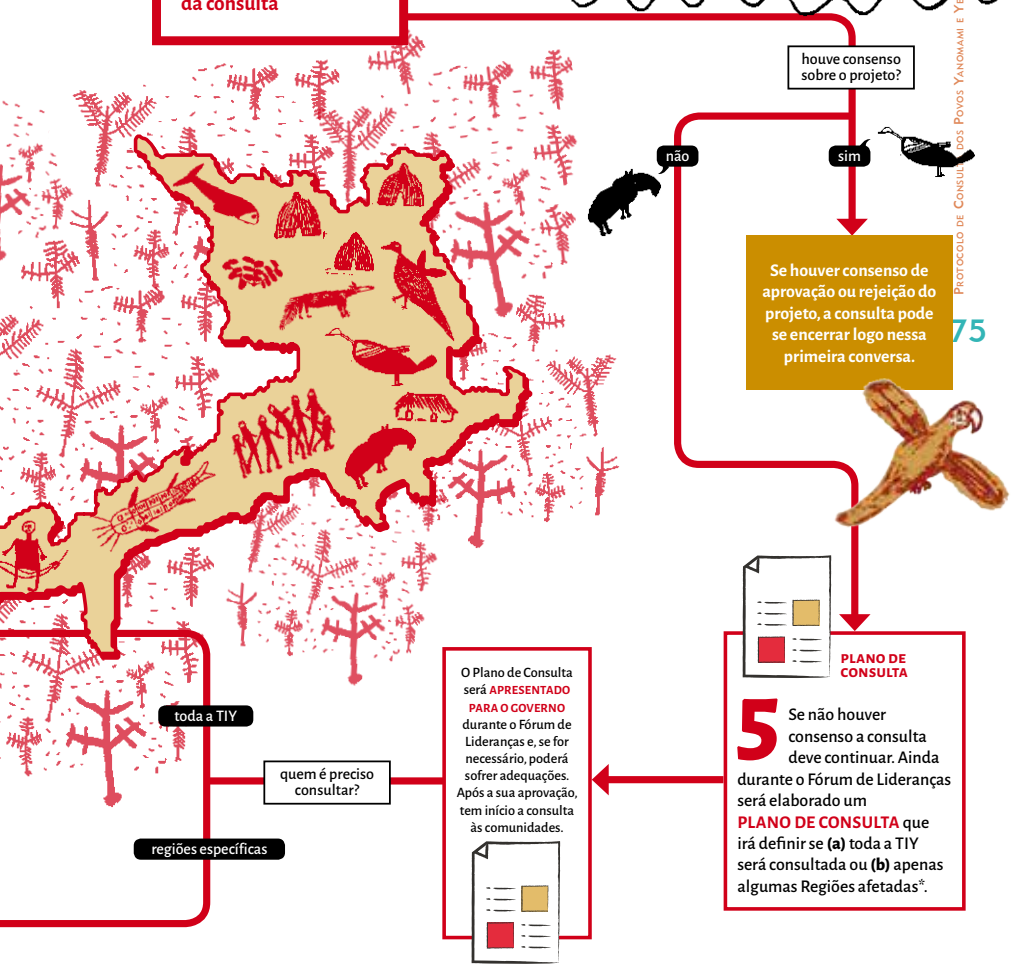 da consulta
houve consenso
sobre o projeto?
não
sim
Se houver consenso de
aprovação ou rejeição do
projeto, a consulta pode
se encerrar logo nessa
primeira conversa.
Protocolo de Consul
dos Povos Yanomami e Ye
75
PLANO DE
CONSULTA
5 Se não houver
consenso a consulta
deve continuar. Ainda
durante o Fórum de Lideranças
será elaborado um
PLANO DE CONSULTA que
irá definir se (a) toda a TIY
será consultada ou (b) apenas
algumas Regiões afetadas*.
O Plano de Consulta
será APRESENTADO
PARA O GOVERNO
durante o Fórum de
Lideranças e, se for
necessário, poderá
sofrer adequações.
Após a sua aprovação,
tem início a consulta
às comunidades.
quem é preciso
consultar?
toda a TIY
regiões específicas